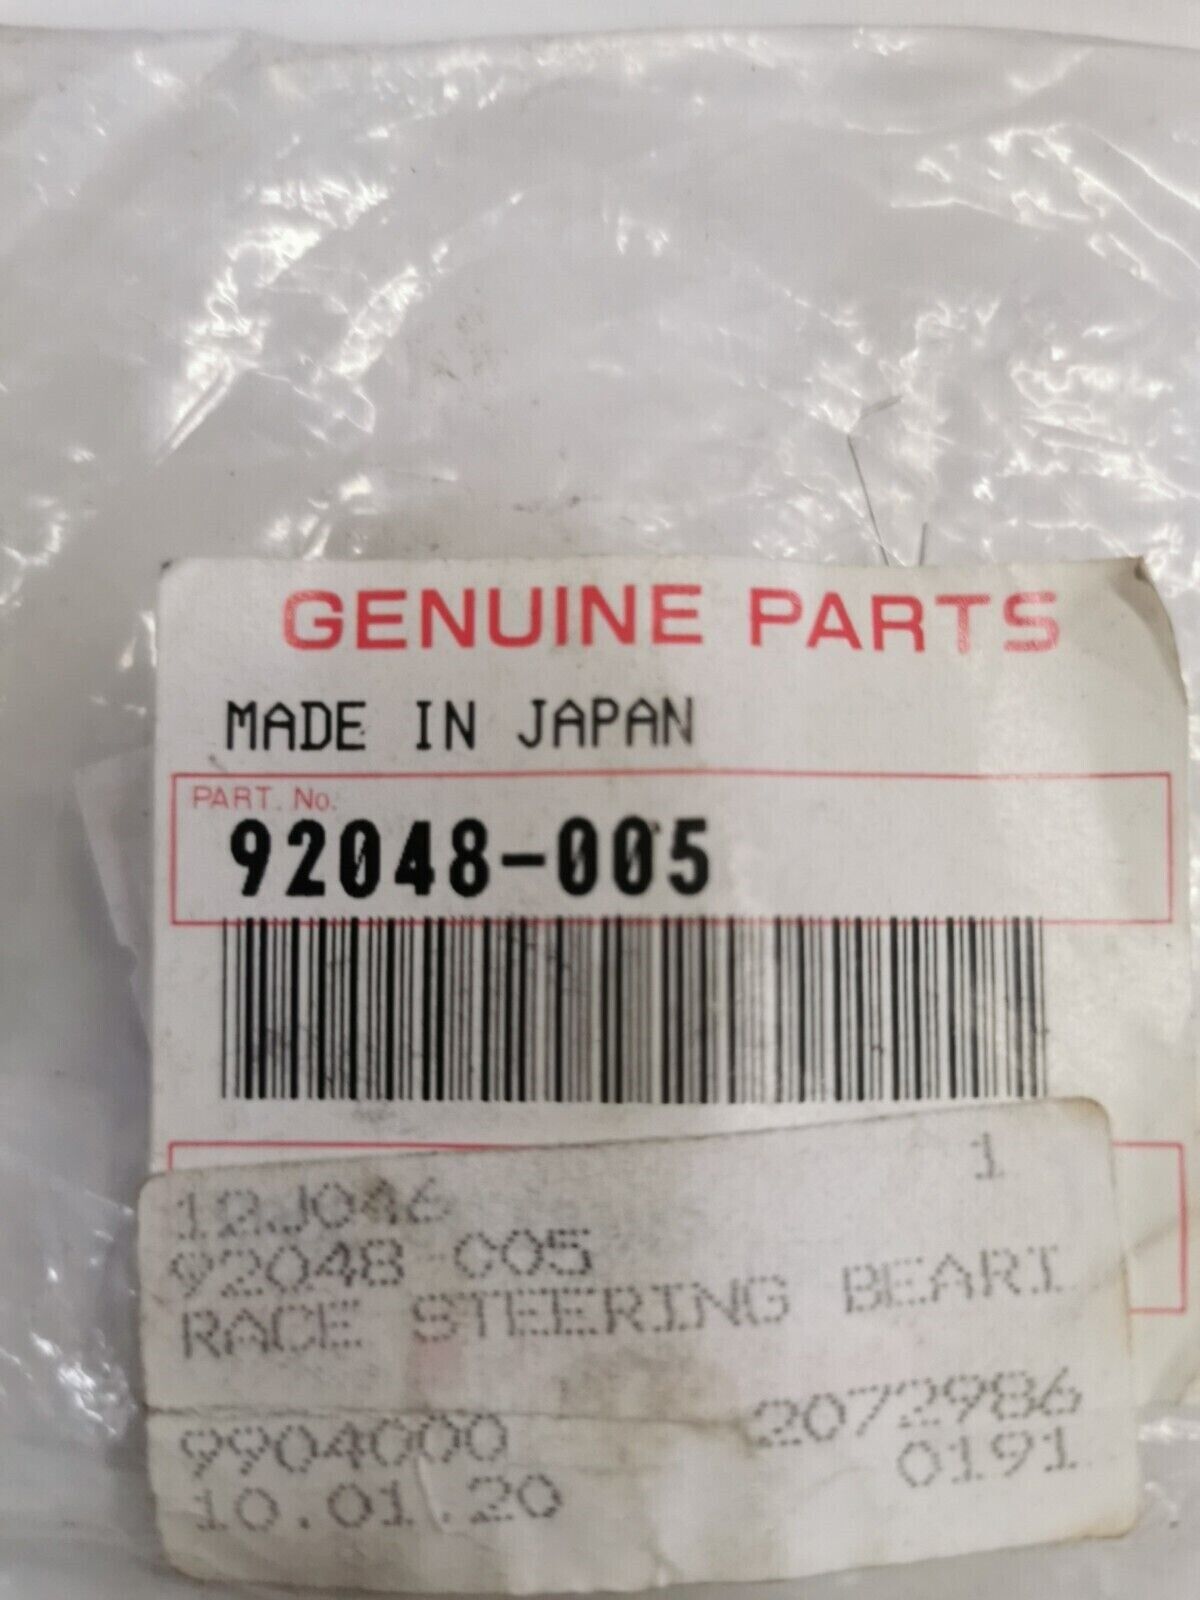 GENUINE PARTS
MADE IN JAPAN
PART. No.
92048-005
12J046 1
92048-005
RACE STEERING BEARI
9904000 2072986
10.01.20 0191